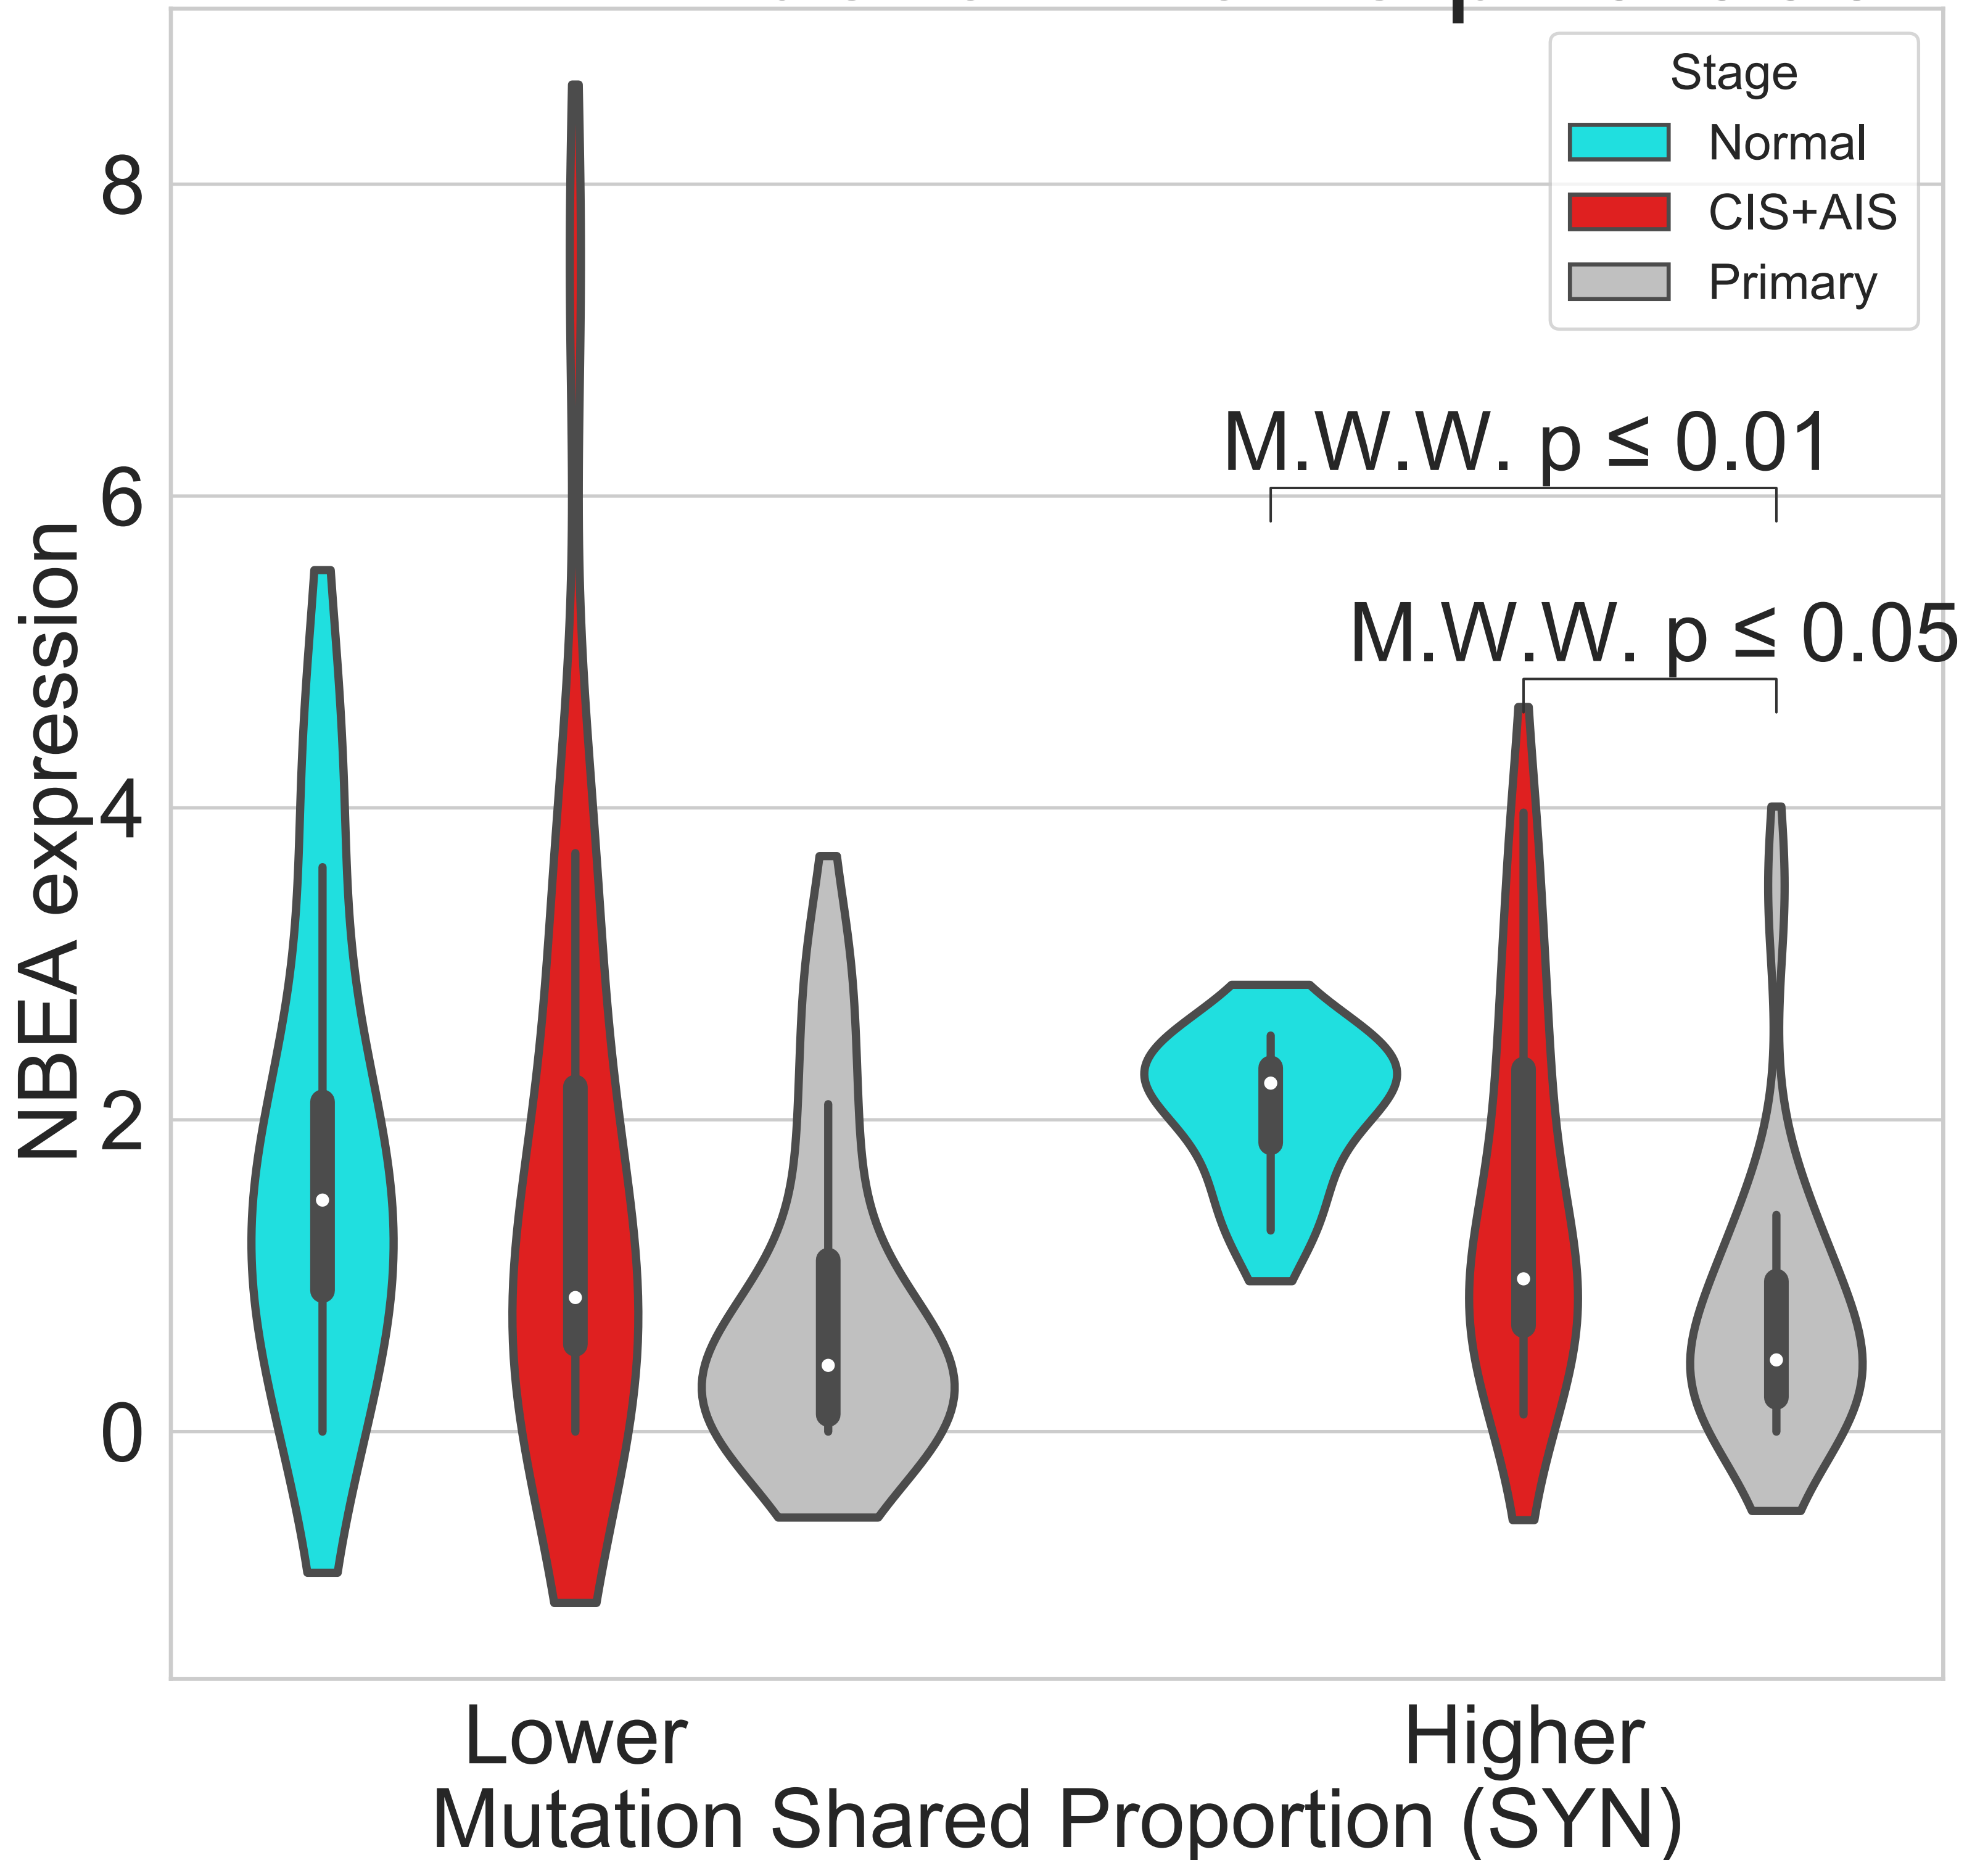 Stage
Normal
CIS+AIS
Primary
M.W.W. p ≤ 0.01
M.W.W. p ≤ 0.05
NBEA expression
8
6
4
2
0
Lower
Higher
Mutation Shared Proportion (SYN)